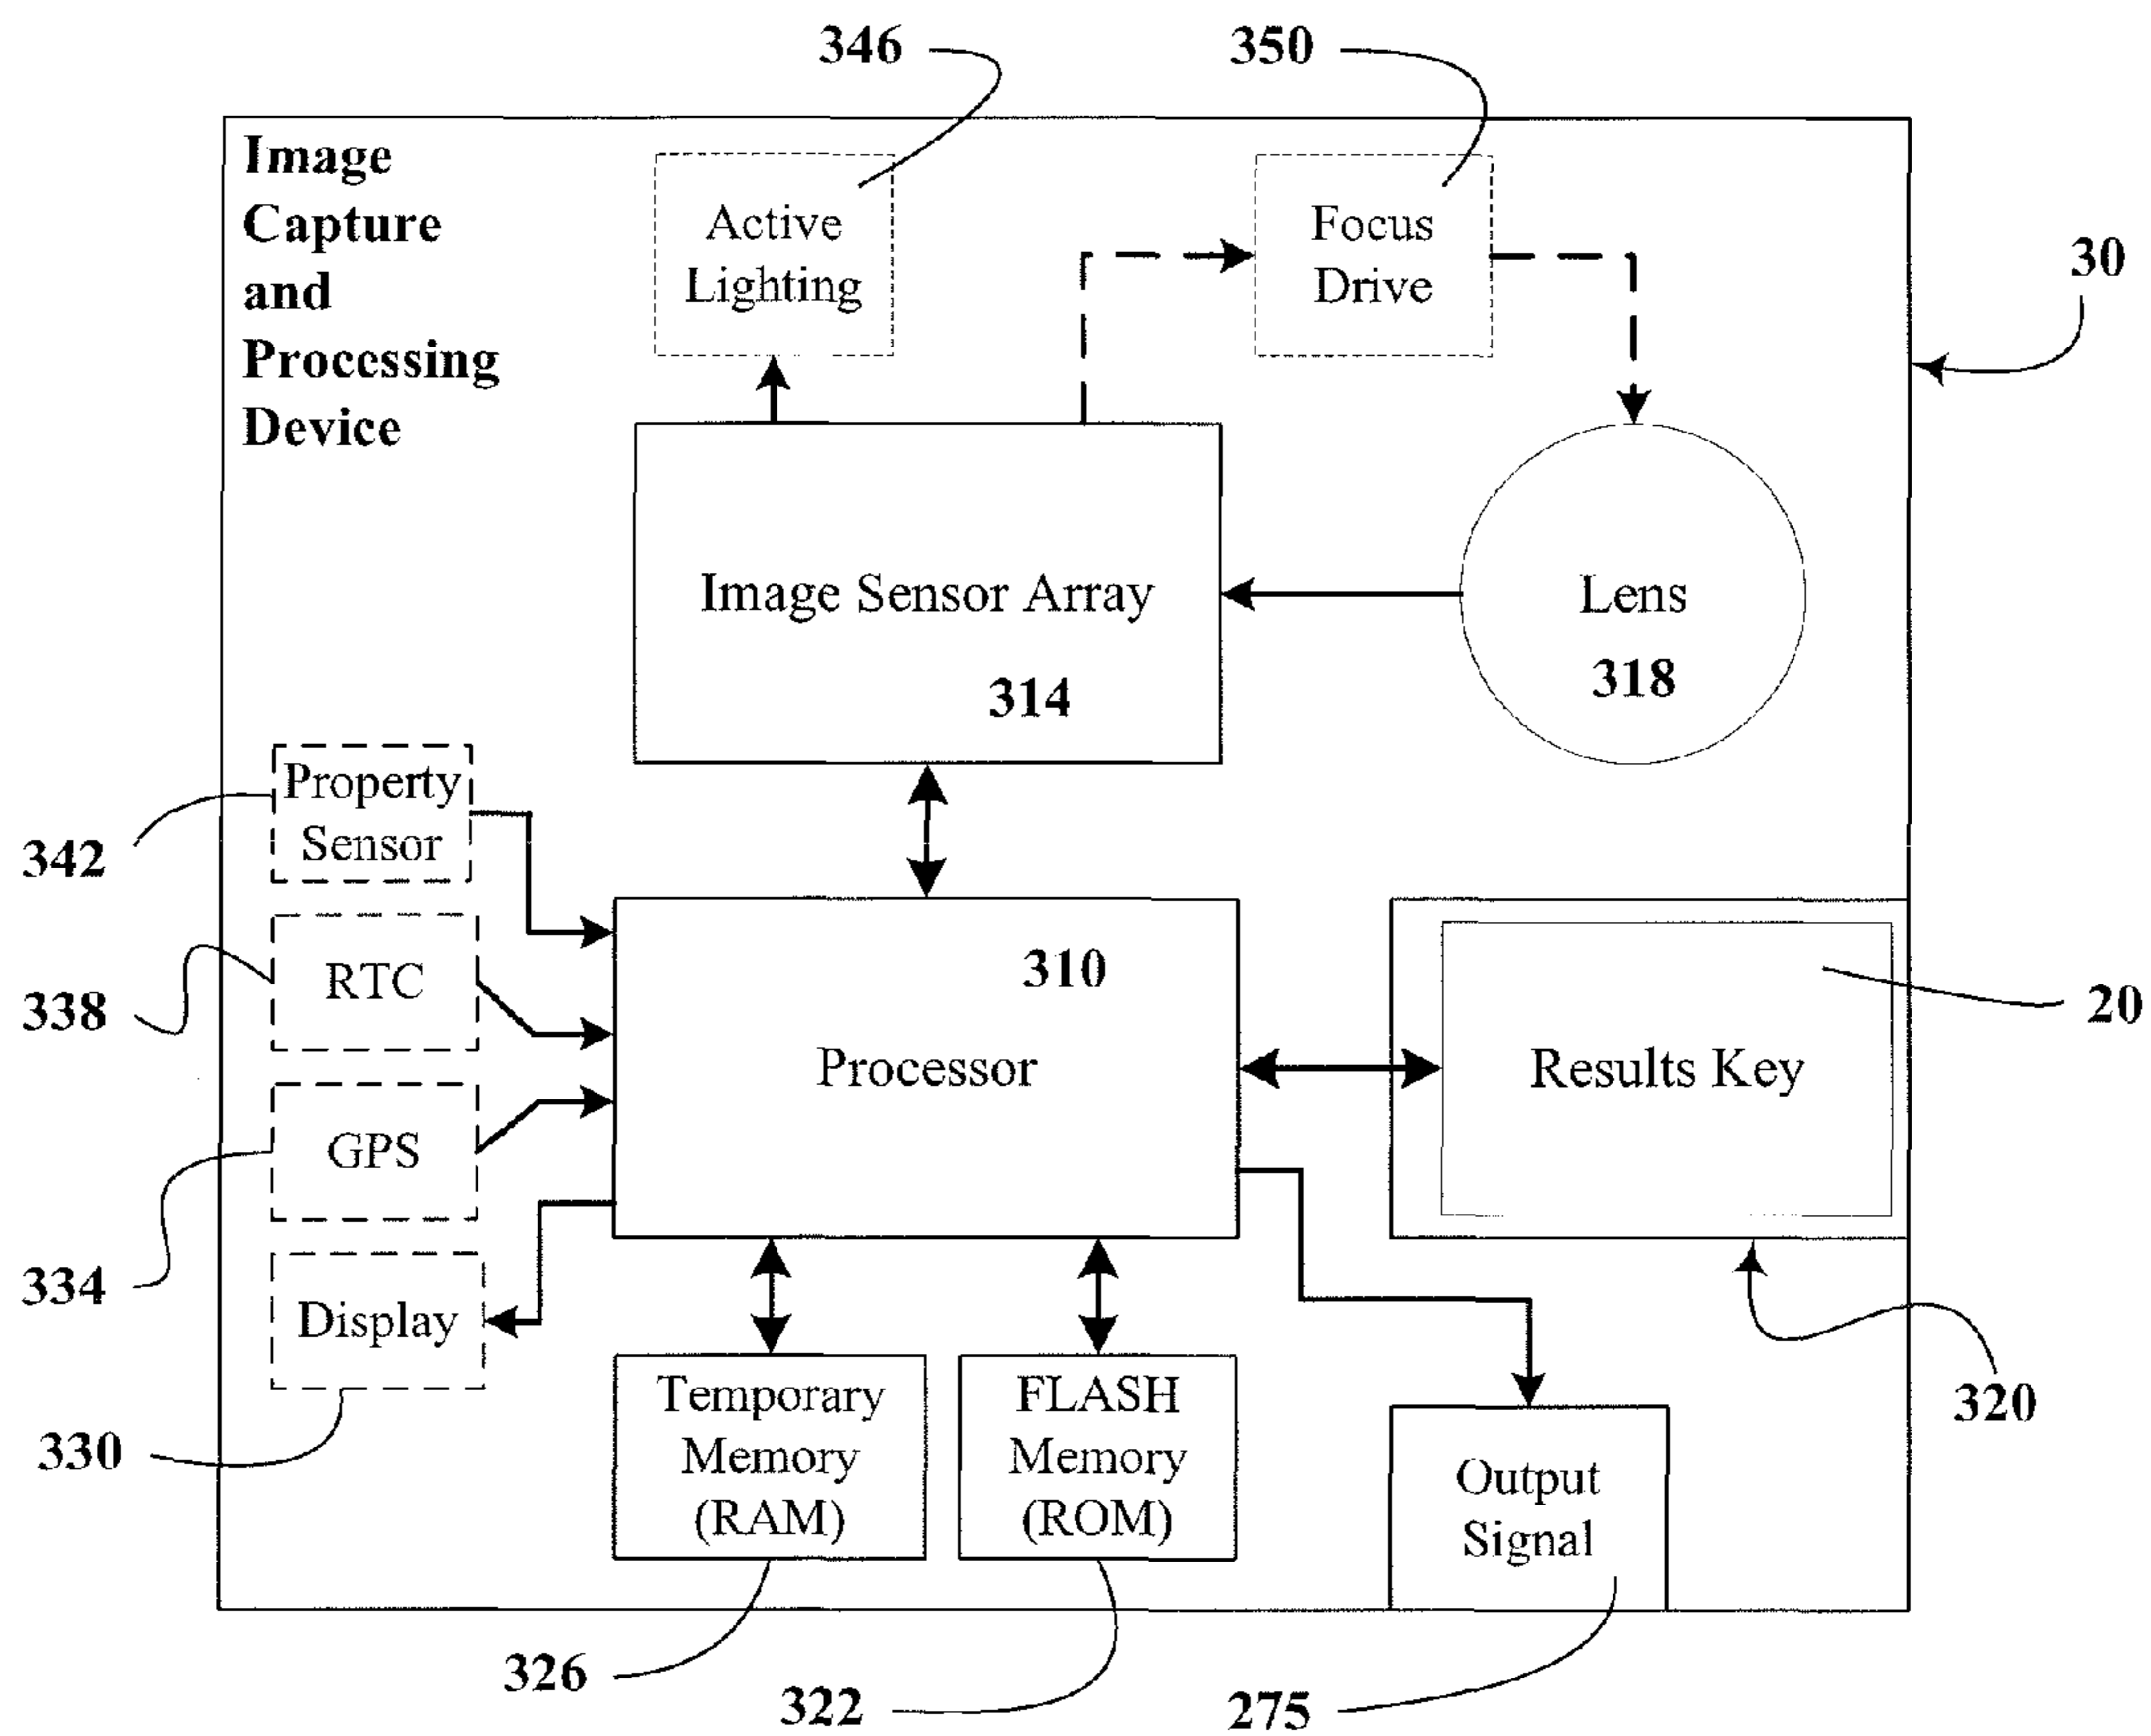 346
350
Image
Capture
and
Processing
Device
Active
Lighting
Focus
Drive
30
Image Sensor Array
314
Lens
318
Property
Sensor
342
RTC
338
GPS
334
Display
330
310
Processor
Results Key
20
320
Temporary
Memory
(RAM)
FLASH
Memory
(ROM)
Output
Signal
326
322
275